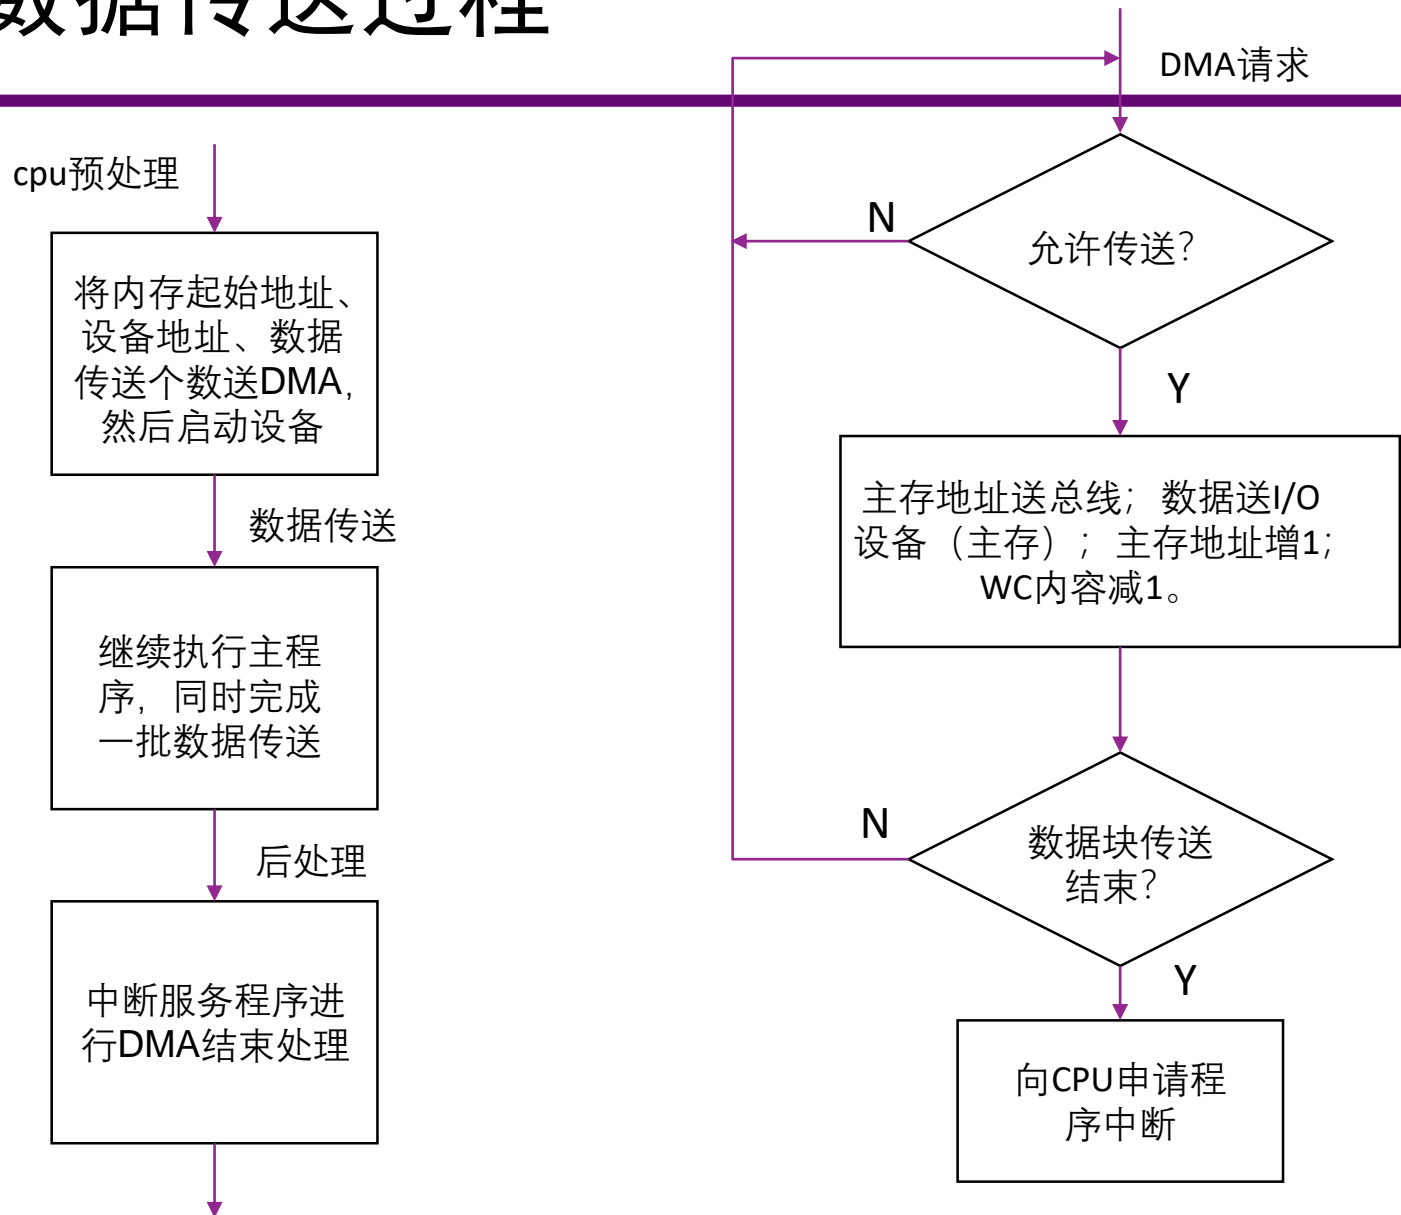 数据传送过程
cpu预处理
将内存起始地址、
设备地址、数据
传送个数送DMA,
然后启动设备
数据传送
继续执行主程
序,同时完成
一批数据传送
后处理
中断服务程序进
行DMA结束处理
DMA请求
N
允许传送?
Y
主存地址送总线;数据送I/O
设备(主存);主存地址增1;
WC内容减1。
N
数据块传送
结束?
Y
向CPU申请程
序中断